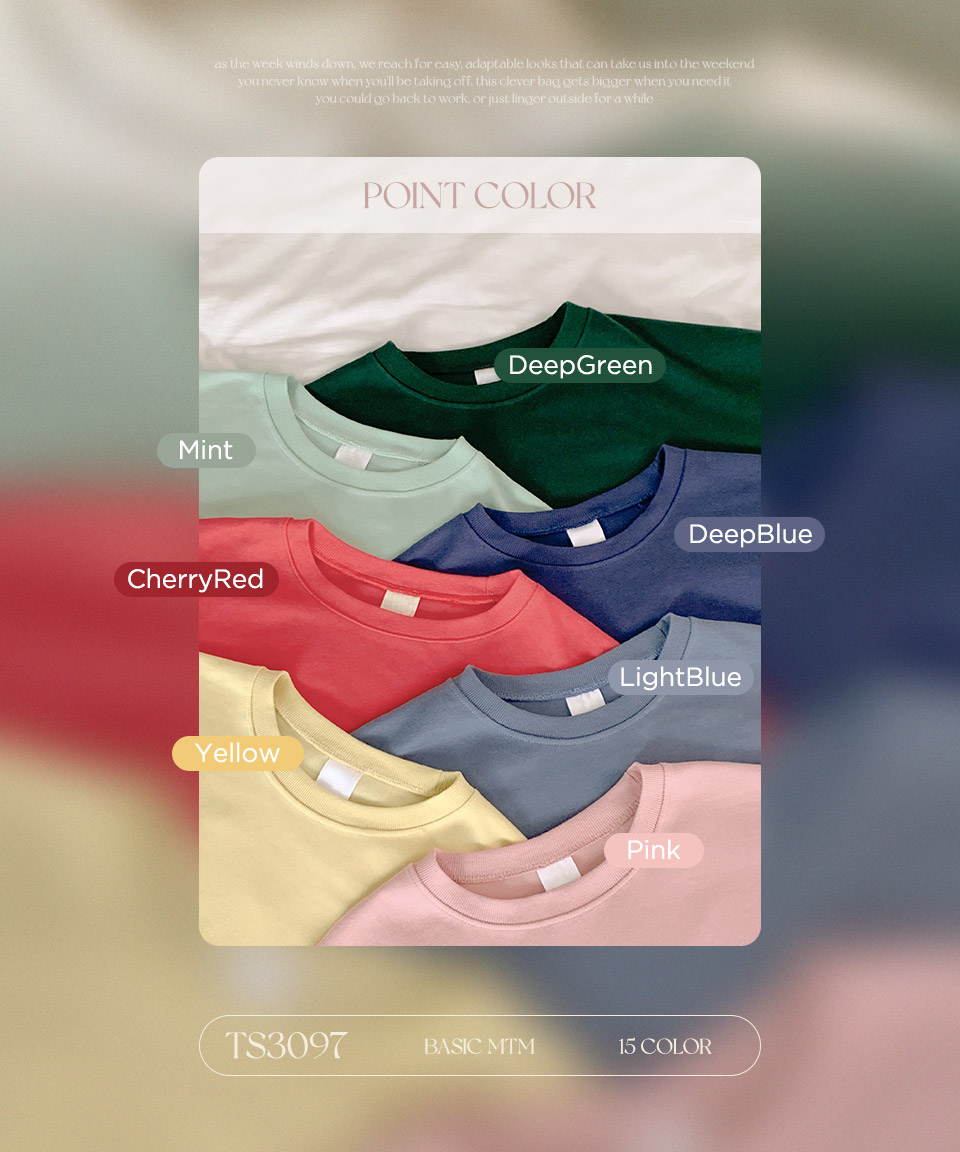 as the week winds down, we reach for easy, adaptable looks that can take us into the weekend
you never know when you'll be taking off, this clever bag gets bigger when you need it
you could go back to work, or just linger outside for a while
POINT COLOR
DeepGreen
Mint
DeepBlue
CherryRed
LightBlue
Yellow
Pink
TS3097 BASIC MTM 15 COLOR